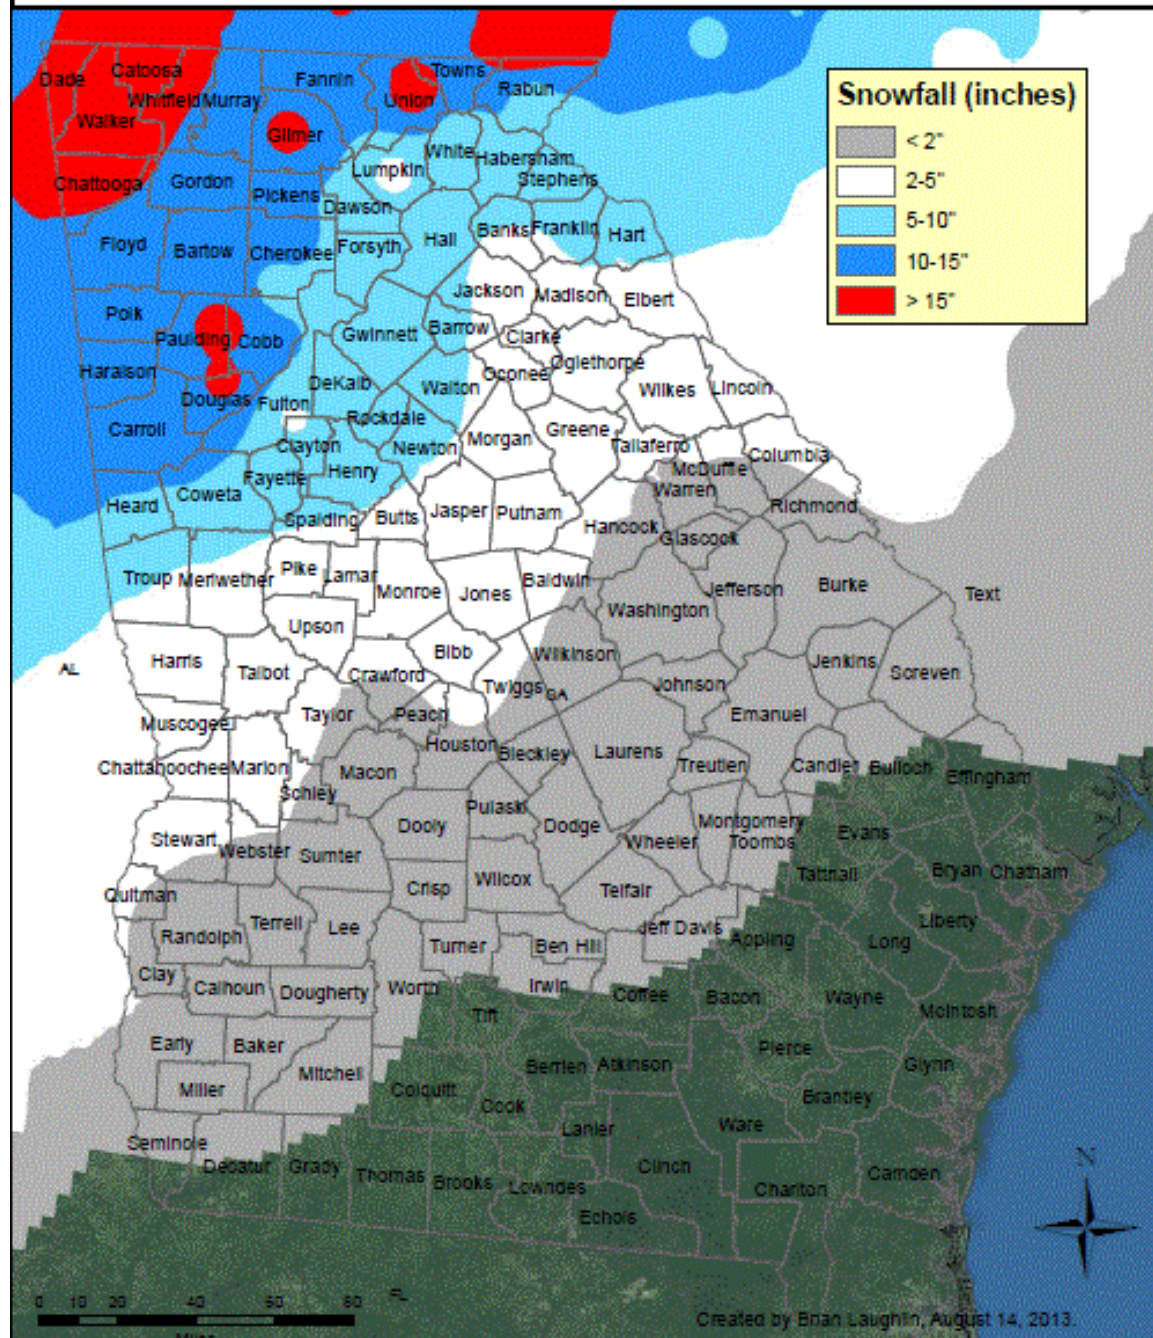 Snowfall (inches)
< 2"
2-5"
5-10"
10-15"
> 15"
Dade
Catoosa
Whitfield
Murray
Fannin
Union
Towns
Rabun
Walker
Gilmer
Chattooga
Gordon
Pickens
Lumpkin
White
Habersham
Stephens
Dawson
Floyd
Bartow
Cherokee
Forsyth
Hall
Banks
Franklin
Hart
Polk
Paulding
Cobb
Gwinnett
Barrow
Jackson
Madison
Elbert
Clarke
Oconee
Oglethorpe
Wilkes
Lincoln
Haralson
Douglas
Fulton
DeKalb
Walton
Rockdale
Carroll
Clayton
Newton
Morgan
Greene
Taliaferro
Columbia
McDuffie
Warren
Richmond
Heard
Coweta
Fayette
Henry
Spalding
Butts
Jasper
Putnam
Hancock
Glascock
Troup
Meriwether
Pike
Lamar
Monroe
Jones
Baldwin
Washington
Jefferson
Burke
Text
Upson
Harris
Talbot
Crawford
Bibb
Twiggs
Wilkinson
GA
Johnson
Jenkins
Screven
AL
Muscogee
Taylor
Peach
Houston
Bleckley
Laurens
Emanuel
Treutlen
Candler
Bulloch
Effingham
Chattahoochee
Marion
Macon
Schley
Dooly
Pulaski
Dodge
Wheeler
Montgomery
Toombs
Evans
Stewart
Webster
Sumter
Crisp
Wilcox
Telfair
Tattnall
Bryan
Chatham
Quitman
Randolph
Terrell
Lee
Turner
Ben Hill
Jeff Davis
Appling
Long
Liberty
Clay
Calhoun
Dougherty
Worth
Irwin
Coffee
Bacon
Wayne
McIntosh
Tift
Early
Baker
Mitchell
Berrien
Atkinson
Pierce
Glynn
Miller
Colquitt
Cook
Brantley
Lanier
Ware
Seminole
Decatur
Grady
Thomas
Brooks
Lowndes
Clinch
Charlton
Camden
Echols
N
FL
0 10 20 40 60 80
Miles
Created by Brian Laughlin, August 14, 2013.